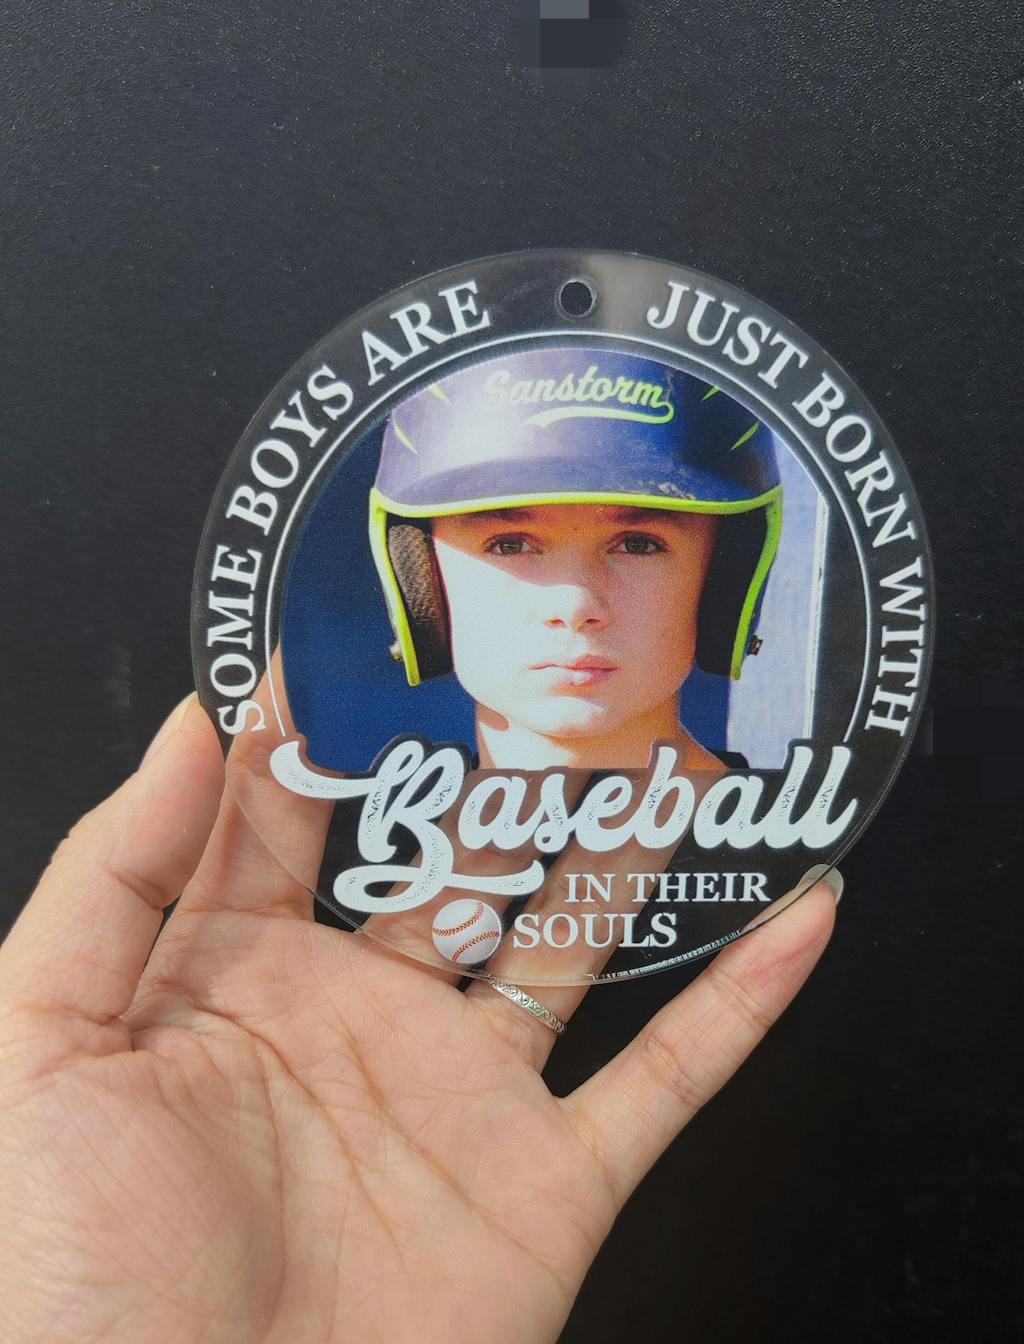 SOME BOYS ARE JUST BORN WITH
Sanstorm
Baseball
IN THEIR
SOULS